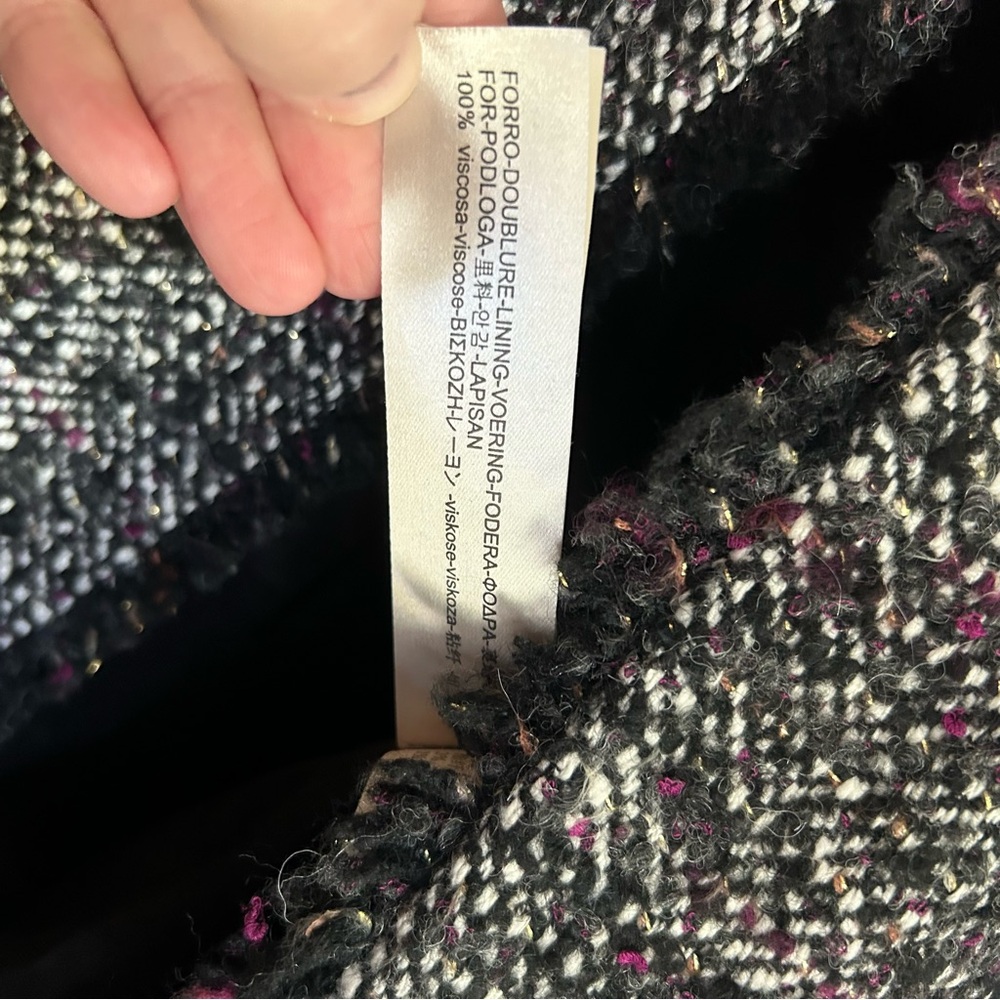 FORRO-DOUBLURE-LINING-VOERING-FODERA-ΦΟΔΡΑ-
FOR-PODLOGA-里料-안감-LAPISAN
100% viscosa-viscose-ΒΙΣΚΟΖΗ-レーヨン-viskose-viskoza-粘纤